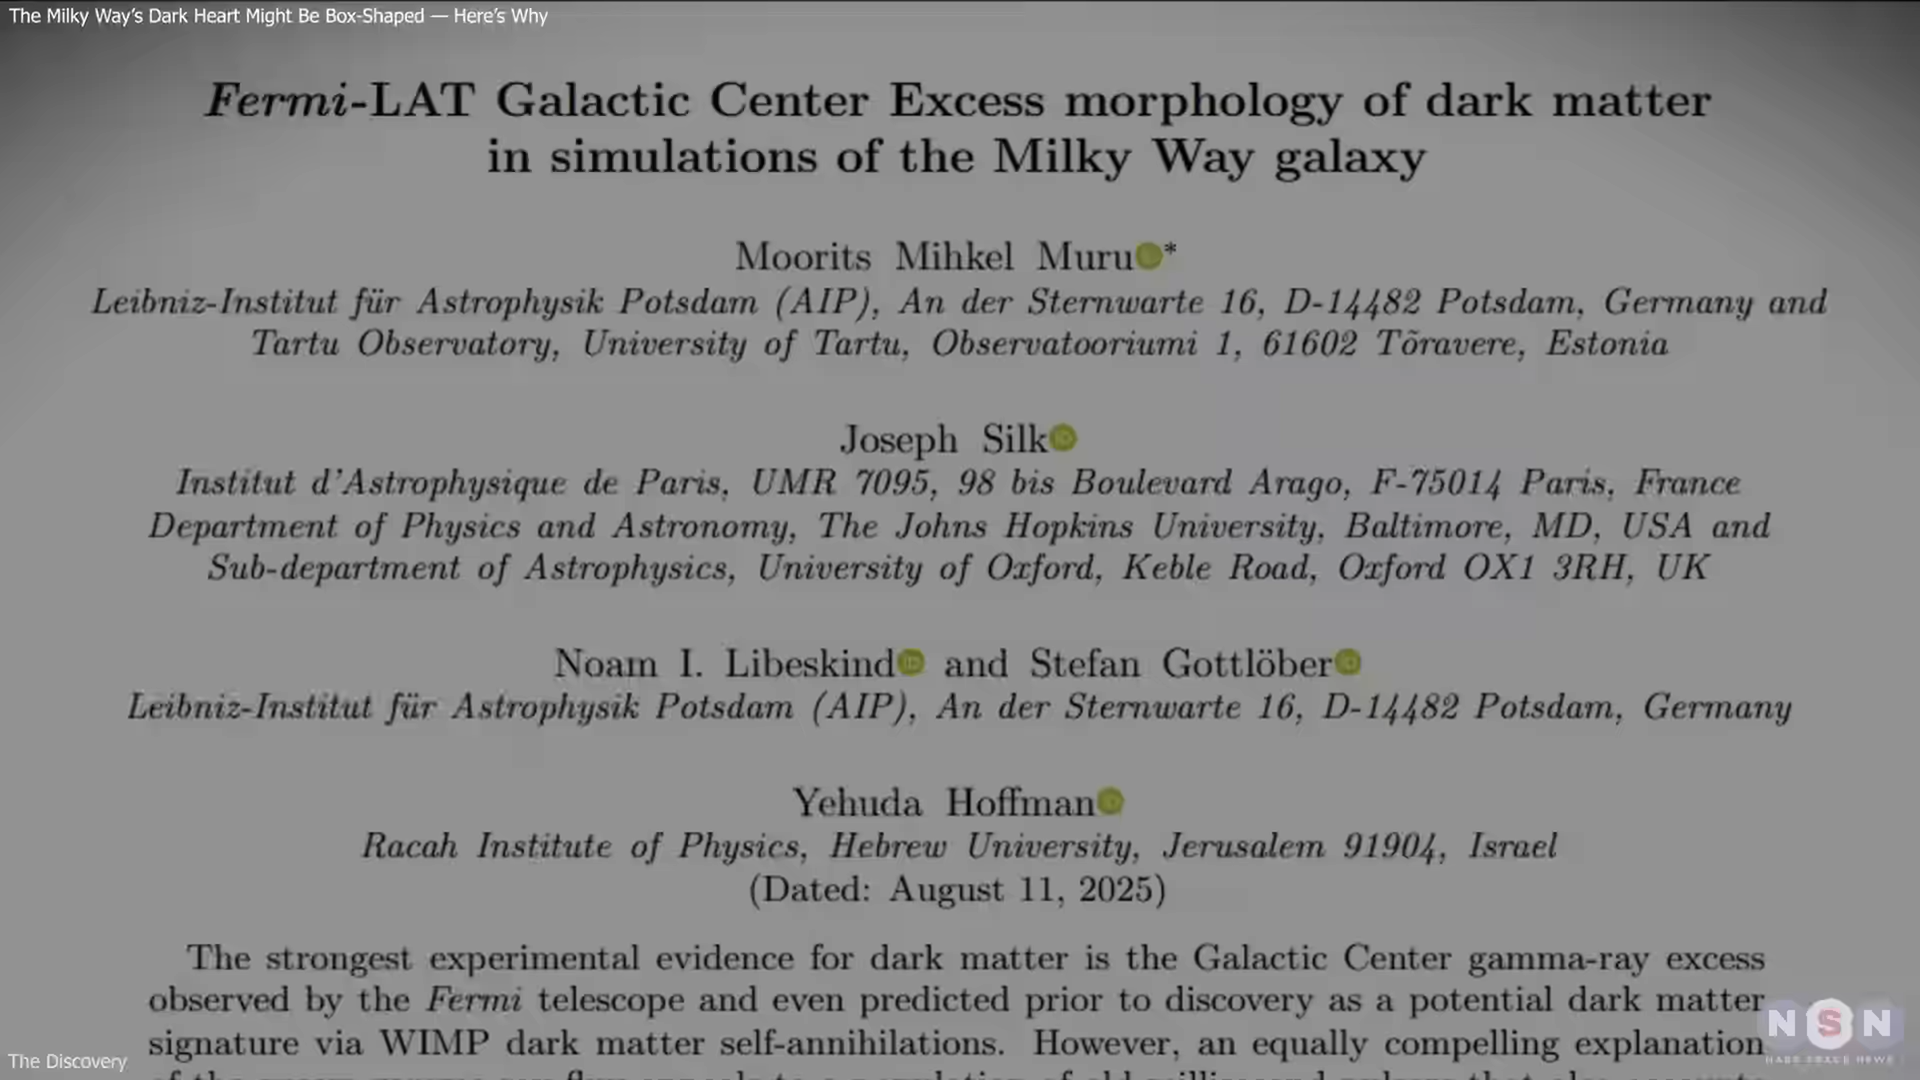 The Milky Way’s Dark Heart Might Be Box-Shaped — Here’s Why
Fermi-LAT Galactic Center Excess morphology of dark matter
in simulations of the Milky Way galaxy
Moorits Mihkel Muru*
Leibniz-Institut für Astrophysik Potsdam (AIP), An der Sternwarte 16, D-14482 Potsdam, Germany and
Tartu Observatory, University of Tartu, Observatooriumi 1, 61602 Tõravere, Estonia
Joseph Silk
Institut d'Astrophysique de Paris, UMR 7095, 98 bis Boulevard Arago, F-75014 Paris, France
Department of Physics and Astronomy, The Johns Hopkins University, Baltimore, MD, USA and
Sub-department of Astrophysics, University of Oxford, Keble Road, Oxford OX1 3RH, UK
Noam I. Libeskind and Stefan Gottlöber
Leibniz-Institut für Astrophysik Potsdam (AIP), An der Sternwarte 16, D-14482 Potsdam, Germany
Yehuda Hoffman
Racah Institute of Physics, Hebrew University, Jerusalem 91904, Israel
(Dated: August 11, 2025)
The strongest experimental evidence for dark matter is the Galactic Center gamma-ray excess
observed by the Fermi telescope and even predicted prior to discovery as a potential dark matter
signature via WIMP dark matter self-annihilations. However, an equally compelling explanation
NSN
The Discovery